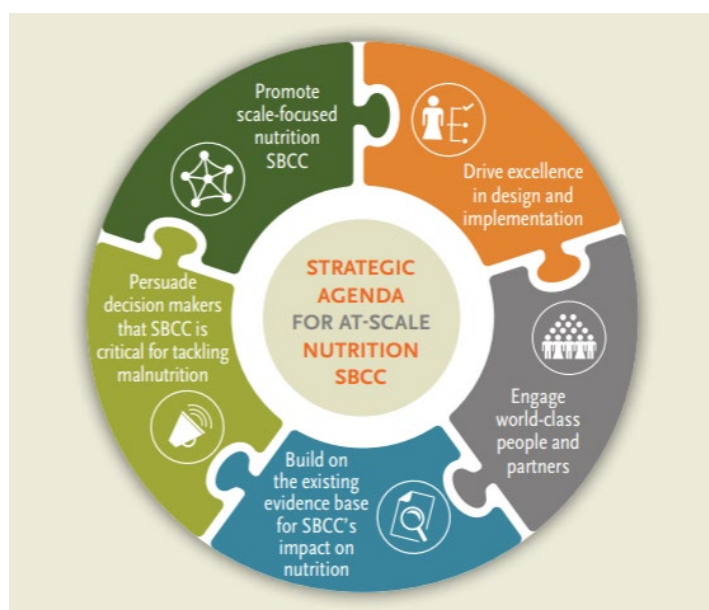 Promote
scale-focused
nutrition
SBCC
Drive excellence
in design and
implementation
Engage
world-class
people and
partners
Build on
the existing
evidence base
for SBCC's
impact on
nutrition
Persuade
decision makers
that SBCC is
critical for tackling
malnutrition
STRATEGIC
AGENDA
FOR AT-SCALE
NUTRITION
SBCC